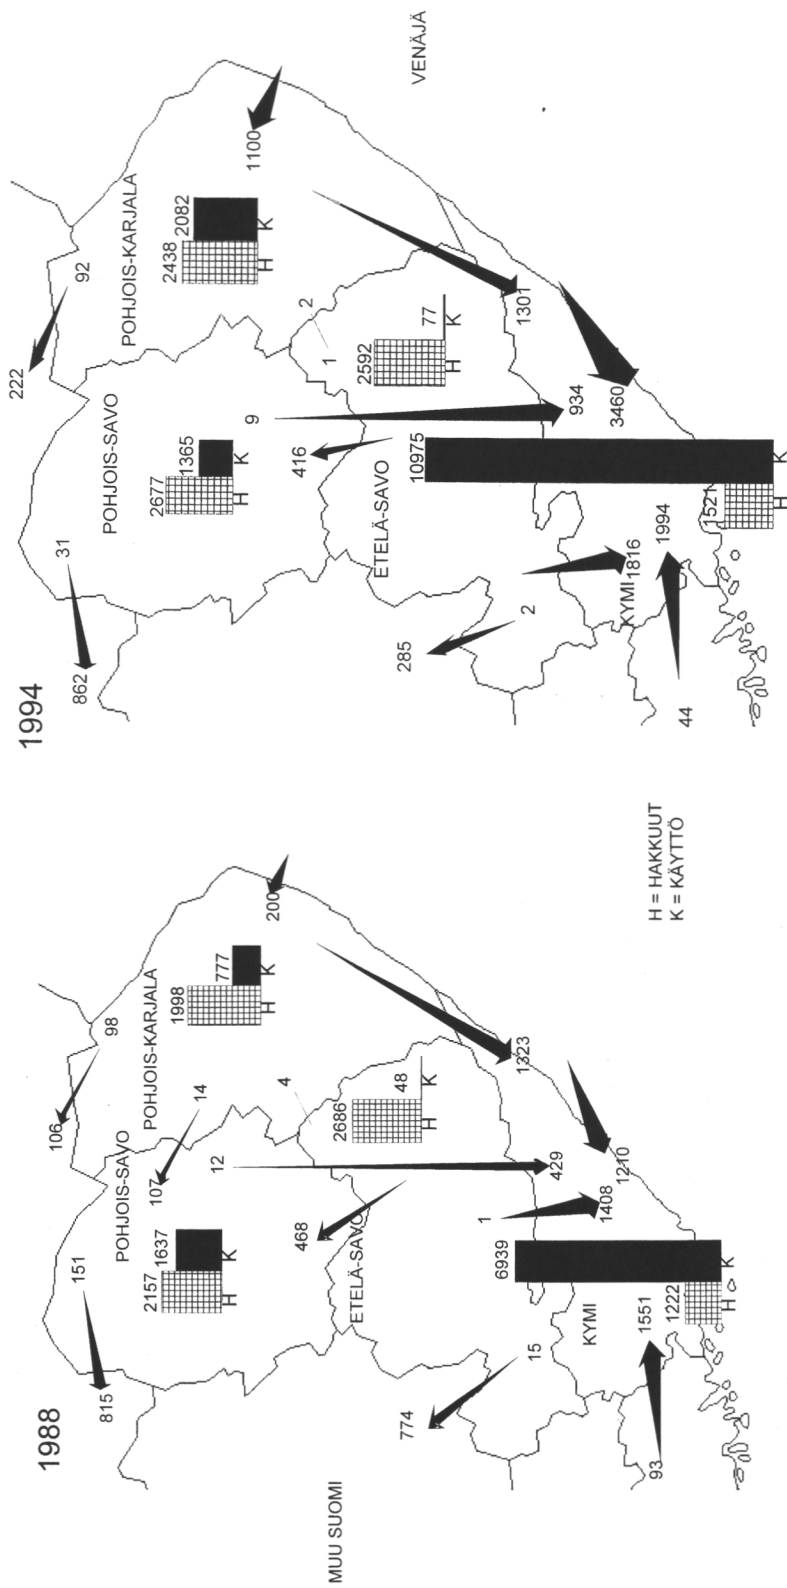 1988
MUU SUOMI
815
151
106
98
POHJOIS-SAVO
POHJOIS-KARJALA
107
14
200
2157
1637
H
K
12
1998
777
H
K
468
4
ETELÄ-SAVO
2686
48
H
K
774
15
1
429
1323
6939
KYMI
1408
1210
1551
1222
93
H
K
H = HAKKUUT
K = KÄYTTÖ
1994
862
31
222
92
POHJOIS-SAVO
POHJOIS-KARJALA
1100
VENÄJÄ
2677
1365
H
K
9
2438
2082
H
K
416
1
2
ETELÄ-SAVO
2592
77
H
K
285
2
10975
934
1301
KYMI
1816
3460
44
1994
1521
H
K